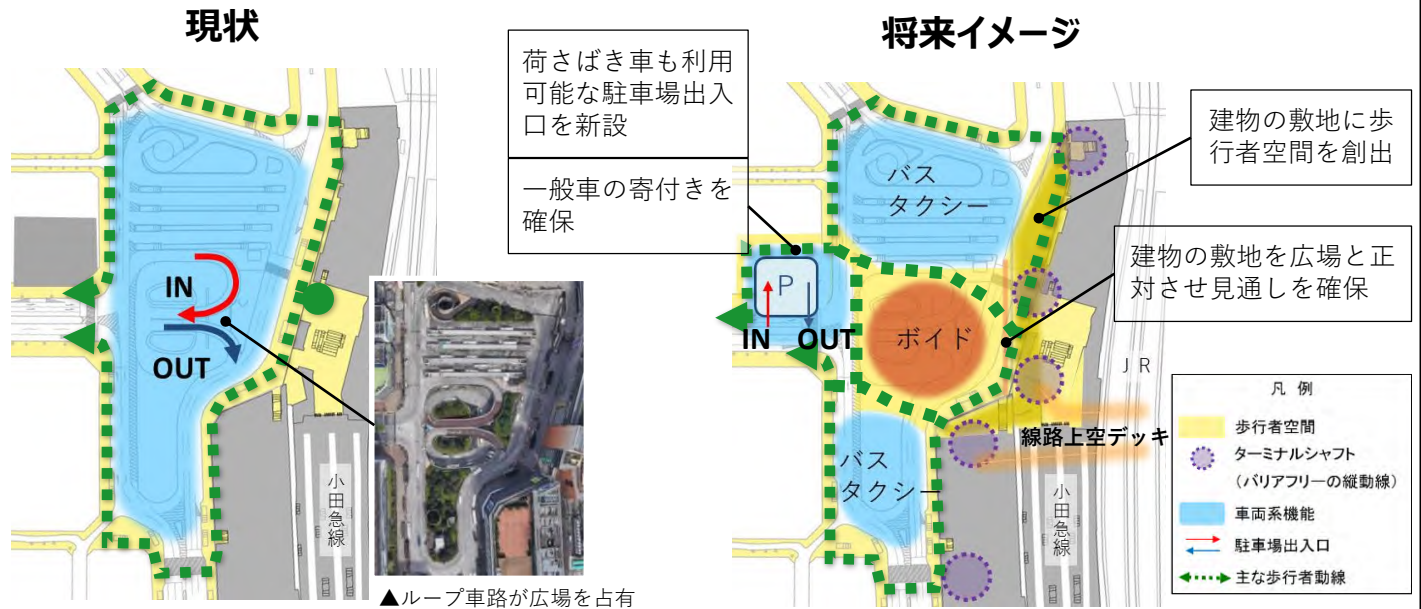 現状
IN
OUT
小田急線
▲ループ車路が広場を占有
将来イメージ
荷さばき車も利用
可能な駐車場出入
口を新設
一般車の寄付きを
確保
建物の敷地に歩
行者空間を創出
建物の敷地を広場と正
対させ見通しを確保
バス
タクシー
P
IN OUT
ボイド
バス
タクシー
線路上空デッキ
小田急線
JR
凡例
歩行者空間
ターミナルシャフト
(バリアフリーの縦動線)
車両系機能
駐車場出入口
主な歩行者動線